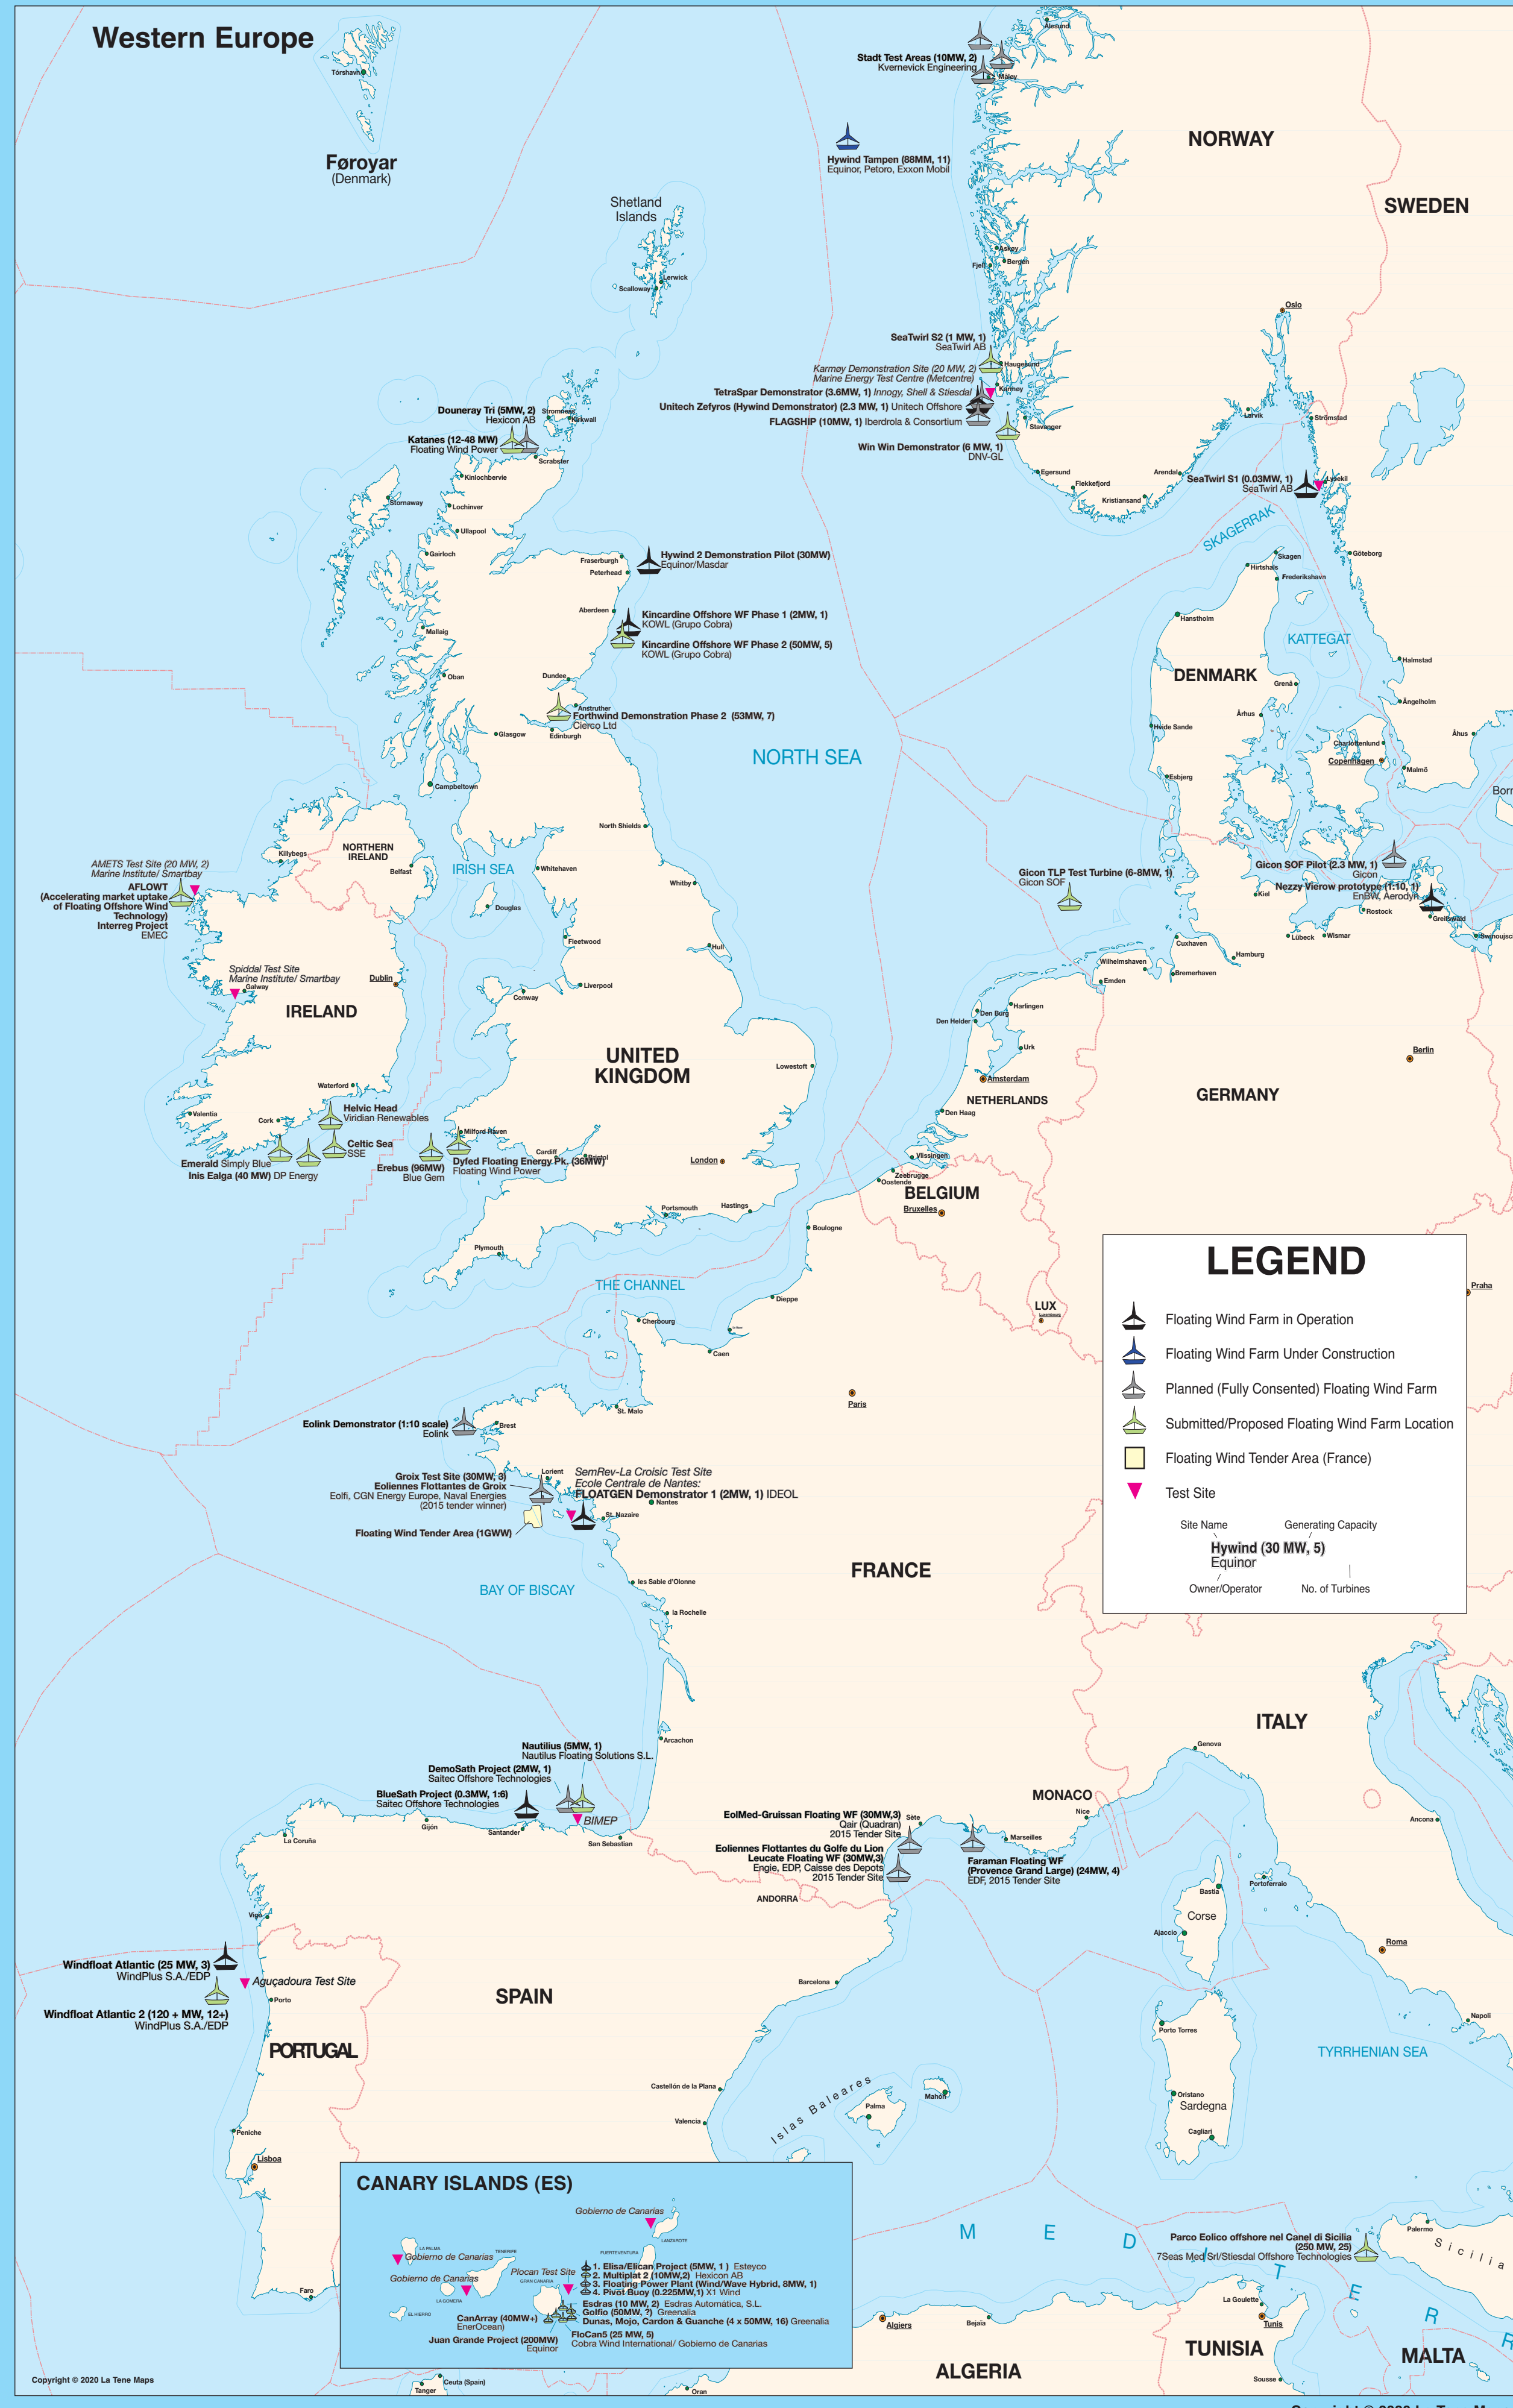 Western Europe
Tórshavn
Føroyar
(Denmark)
Shetland
Islands
Lerwick
Scalloway
Ålesund
Stadt Test Areas (10MW, 2)
Kvernevick Engineering
Måløy
NORWAY
SWEDEN
Hywind Tampen (88MM, 11)
Equinor, Petoro, Exxon Mobil
Askøy
Bergen
Fjell
Oslo
SeaTwirl S2 (1 MW, 1)
SeaTwirl AB
Haugesund
Karmøy Demonstration Site (20 MW, 2)
Marine Energy Test Centre (Metcentre)
Karmøy
TetraSpar Demonstrator (3.6MW, 1) Innogy, Shell & Stiesdal
Unitech Zefyros (Hywind Demonstrator) (2.3 MW, 1) Unitech Offshore
FLAGSHIP (10MW, 1) Iberdrola & Consortium
Stavanger
Win Win Demonstrator (6 MW, 1)
DNV-GL
Egersund
Flekkefjord
Kristiansand
Arendal
Larvik
Strömstad
SeaTwirl S1 (0.03MW, 1)
SeaTwirl AB
Lysekil
SKAGERRAK
Göteborg
Skagen
Hirtshals
Frederikshavn
Hanstholm
KATTEGAT
Halmstad
DENMARK
Grenå
Ängelholm
Århus
Hvide Sande
Åhus
Charlottenlund
Copenhagen
Malmö
Esbjerg
Born
Dounreay Tri (5MW, 2)
Hexicon AB
Stromness
Kirkwall
Katanes (12-48 MW)
Floating Wind Power
Scrabster
Kinlochbervie
Stornaway
Lochinver
Ullapool
Gairloch
Fraserburgh
Peterhead
Hywind 2 Demonstration Pilot (30MW)
Equinor/Masdar
Aberdeen
Kincardine Offshore WF Phase 1 (2MW, 1)
KOWL (Grupo Cobra)
Kincardine Offshore WF Phase 2 (50MW, 5)
KOWL (Grupo Cobra)
Mallaig
Oban
Dundee
Anstruther
Forthwind Demonstration Phase 2 (53MW, 7)
Cierco Ltd
Edinburgh
Glasgow
Campbeltown
NORTH SEA
North Shields
NORTHERN
IRELAND
Killybegs
Belfast
IRISH SEA
Whitehaven
Whitby
Douglas
Fleetwood
Hull
Liverpool
Conway
AMETS Test Site (20 MW, 2)
Marine Institute/ Smartbay
AFLOWT
(Accelerating market uptake
of Floating Offshore Wind
Technology)
Interreg Project
EMEC
Spiddal Test Site
Marine Institute/ Smartbay
Galway
Dublin
IRELAND
Waterford
Valentia
Cork
Helvic Head
Viridian Renewables
Celtic Sea
SSE
Emerald Simply Blue
Inis Ealga (40 MW) DP Energy
UNITED
KINGDOM
Lowestoft
Milford Haven
Erebus (96MW)
Blue Gem
Dyfed Floating Energy Pk. (36MW)
Floating Wind Power
Cardiff
Bristol
London
Portsmouth
Hastings
Plymouth
THE CHANNEL
Gicon TLP Test Turbine (6-8MW, 1)
Gicon SOF
Gicon SOF Pilot (2.3 MW, 1)
Gicon
Nezzy Vierow prototype (1:10, 1)
EnBW, Aerodyn
Kiel
Rostock
Greifswald
Lübeck
Wismar
Swinoujsc
Cuxhaven
Hamburg
Wilhelmshaven
Bremerhaven
Emden
Harlingen
Den Burg
Den Helder
Urk
Amsterdam
NETHERLANDS
Den Haag
Berlin
GERMANY
Vlissingen
Zeebrugge
Oostende
BELGIUM
Bruxelles
Boulogne
Dieppe
LUX
Luxembourg
Praha
Cherbourg
Caen
St. Malo
Paris
Eolink Demonstrator (1:10 scale)
Eolink
Brest
Lorient
Groix Test Site (30MW, 3)
Eoliennes Flottantes de Groix
Eolfi, CGN Energy Europe, Naval Energies
(2015 tender winner)
SemRev-La Croisic Test Site
Ecole Centrale de Nantes:
FLOATGEN Demonstrator 1 (2MW, 1) IDEOL
Nantes
St. Nazaire
Floating Wind Tender Area (1GWW)
FRANCE
les Sable d'Olonne
BAY OF BISCAY
la Rochelle
LEGEND
Floating Wind Farm in Operation
Floating Wind Farm Under Construction
Planned (Fully Consented) Floating Wind Farm
Submitted/Proposed Floating Wind Farm Location
Floating Wind Tender Area (France)
Test Site
Site Name
Generating Capacity
Hywind (30 MW, 5)
Equinor
Owner/Operator
No. of Turbines
ITALY
Arcachon
Genova
Nautilius (5MW, 1)
Nautilus Floating Solutions S.L.
DemoSath Project (2MW, 1)
Saitec Offshore Technologies
BlueSath Project (0.3MW, 1:6)
Saitec Offshore Technologies
BIMEP
La Coruña
Gijón
Santander
San Sebastian
MONACO
Nice
Ancona
EolMed-Gruissan Floating WF (30MW,3)
Qair (Quadran)
2015 Tender Site
Sète
Marseilles
Eoliennes Flottantes du Golfe du Lion
Leucate Floating WF (30MW,3)
Engie, EDP, Caisse des Depots
2015 Tender Site
Faraman Floating WF
(Provence Grand Large) (24MW, 4)
EDF, 2015 Tender Site
ANDORRA
Bastia
Portoferraio
Corse
Ajaccio
Roma
Vigo
Windfloat Atlantic (25 MW, 3)
WindPlus S.A./EDP
Aguçadoura Test Site
Windfloat Atlantic 2 (120 + MW, 12+)
WindPlus S.A./EDP
Porto
SPAIN
Barcelona
PORTUGAL
Porto Torres
Napoli
TYRRHENIAN SEA
Castellón de la Plana
Islas Baleares
Mahón
Palma
Oristano
Sardegna
Valencia
Cagliari
Peniche
Lisboa
CANARY ISLANDS (ES)
Gobierno de Canarias
LANZAROTE
LA PALMA
Gobierno de Canarias
TENERIFE
FUERTEVENTURA
Gobierno de Canarias
Plocan Test Site
GRAN CANARIA
LA GOMERA
EL HIERRO
1. Elisa/Elican Project (5MW, 1 ) Esteyco
2. Multiplat 2 (10MW,2) Hexicon AB
3. Floating Power Plant (Wind/Wave Hybrid, 8MW, 1)
4. Pivot Buoy (0.225MW,1) X1 Wind
Esdras (10 MW, 2) Esdras Automática, S.L.
Golfio (50MW, ?) Greenalia
Dunas, Mojo, Cardon & Guanche (4 x 50MW, 16) Greenalia
CanArray (40MW+)
EnerOcean)
FloCan5 (25 MW, 5)
Cobra Wind International/ Gobierno de Canarias
Juan Grande Project (200MW)
Equinor
Faro
M E D I T E R R
Parco Eolico offshore nel Canel di Sicilia
(250 MW, 25)
7Seas Med Srl/Stiesdal Offshore Technologies
Palermo
Sicilia
La Goulette
Tunis
Algiers
Bejaïa
TUNISIA
MALTA
ALGERIA
Sousse
Ceuta (Spain)
Tanger
Oran
Copyright © 2020 La Tene Maps